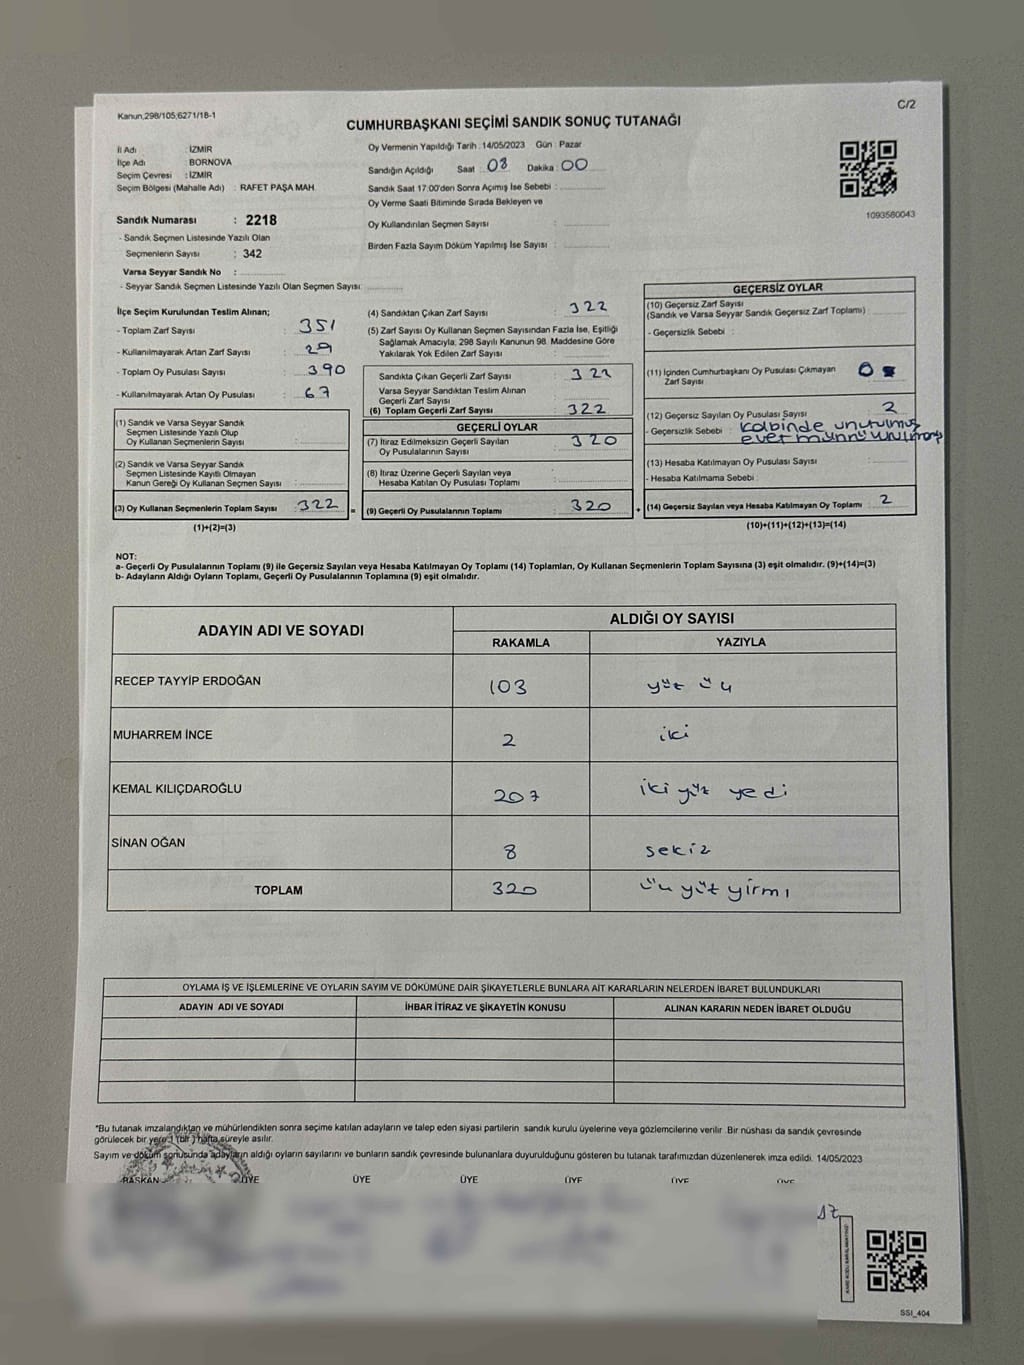 Kanun,298/105,6271/18-1
C/2
CUMHURBAŞKANI SEÇİMİ SANDIK SONUÇ TUTANAĞI
İl Adı : İZMİR
İlçe Adı : BORNOVA
Seçim Çevresi : İZMİR
Seçim Bölgesi (Mahalle Adı) : RAFET PAŞA MAH.
Oy Vermenin Yapıldığı Tarih : 14/05/2023 Gün : Pazar
Sandığın Açıldığı Saat : 08 Dakika : 00
Sandık Saat 17:00'den Sonra Açmış İse Sebebi :
Oy Verme Saati Bitiminde Sırada Bekleyen ve
Oy Kullandırılan Seçmen Sayısı :
Birden Fazla Sayım Döküm Yapılmış İse Sayısı :
1093580043
Sandık Numarası : 2218
- Sandık Seçmen Listesinde Yazılı Olan
Seçmenlerin Sayısı : 342
Varsa Seyyar Sandık No :
- Seyyar Sandık Seçmen Listesinde Yazılı Olan Seçmen Sayısı:
İlçe Seçim Kurulundan Teslim Alınan;
- Toplam Zarf Sayısı : 351
- Kullanılmayarak Artan Zarf Sayısı : 29
- Toplam Oy Pusulası Sayısı : 390
- Kullanılmayarak Artan Oy Pusulası : 67
(1) Sandık ve Varsa Seyyar Sandık
Seçmen Listesinde Yazılı Olup
Oy Kullanan Seçmenlerin Sayısı :
(2) Sandık ve Varsa Seyyar Sandık
Seçmen Listesinde Kayıtlı Olmayan
Kanun Gereği Oy Kullanan Seçmen Sayısı :
(3) Oy Kullanan Seçmenlerin Toplam Sayısı : 322 =
(1)+(2)=(3)
(4) Sandıktan Çıkan Zarf Sayısı : 322
(5) Zarf Sayısı Oy Kullanan Seçmen Sayısından Fazla İse, Eşitliği
Sağlamak Amacıyla, 298 Sayılı Kanunun 98. Maddesine Göre
Yakılarak Yok Edilen Zarf Sayısı :
Sandıkta Çıkan Geçerli Zarf Sayısı : 322
Varsa Seyyar Sandıktan Teslim Alınan
Geçerli Zarf Sayısı :
(6) Toplam Geçerli Zarf Sayısı : 322
GEÇERLİ OYLAR
(7) İtiraz Edilmeksizin Geçerli Sayılan : 320
Oy Pusulalarının Sayısı
(8) İtiraz Üzerine Geçerli Sayılan veya
Hesaba Katılan Oy Pusulası Toplamı :
(9) Geçerli Oy Pusulalarının Toplamı : 320 +
GEÇERSİZ OYLAR
(10) Geçersiz Zarf Sayısı
(Sandık ve Varsa Seyyar Sandık Geçersiz Zarf Toplamı) :
- Geçersizlik Sebebi :
(11) İçinden Cumhurbaşkanı Oy Pusulası Çıkmayan 0
Zarf Sayısı :
(12) Geçersiz Sayılan Oy Pusulası Sayısı : 2
- Geçersizlik Sebebi : kalbinde unutulmuş
evet
(13) Hesaba Katılmayan Oy Pusulası Sayısı :
- Hesaba Katılmama Sebebi :
(14) Geçersiz Sayılan veya Hesaba Katılmayan Oy Toplamı : 2
(10)+(11)+(12)+(13)=(14)
NOT:
a- Geçerli Oy Pusulalarının Toplamı (9) ile Geçersiz Sayılan veya Hesaba Katılmayan Oy Toplamı (14) Toplamları, Oy Kullanan Seçmenlerin Toplam Sayısına (3) eşit olmalıdır. (9)+(14)=(3)
b- Adayların Aldığı Oyların Toplamı, Geçerli Oy Pusulalarının Toplamına (9) eşit olmalıdır.
ADAYIN ADI VE SOYADI
ALDIĞI OY SAYISI
RAKAMLA YAZIYLA
RECEP TAYYİP ERDOĞAN 103 yüz üç
MUHARREM İNCE 2 iki
KEMAL KILIÇDAROĞLU 207 iki yüz yedi
SİNAN OĞAN 8 sekiz
TOPLAM 320 üç yüz yirmi
OYLAMA İŞ VE İŞLEMLERİNE VE OYLARIN SAYIM VE DÖKÜMÜNE DAİR ŞİKAYETLERLE BUNLARA AİT KARARLARIN NELERDEN İBARET BULUNDUKLARI
ADAYIN ADI VE SOYADI İHBAR İTİRAZ VE ŞİKAYETİN KONUSU ALINAN KARARIN NEDEN İBARET OLDUĞU
*Bu tutanak imzalandıktan ve mühürlendikten sonra seçime katılan adayların ve talep eden siyasi partilerin sandık kurulu üyelerine veya gözlemcilerine verilir. Bir nüshası da sandık çevresinde
görülecek bir yere 1 (bir) hafta süreyle asılır.
Sayım ve döküm sonusunda adayların aldığı oyların sayılarını ve bunların sandık çevresinde bulunanlara duyurulduğunu gösteren bu tutanak tarafımızdan düzenlenerek imza edildi. 14/05/2023
BAŞKAN ÜYE ÜYE ÜYE ÜYE ÜYE ÜYE
SSI_404